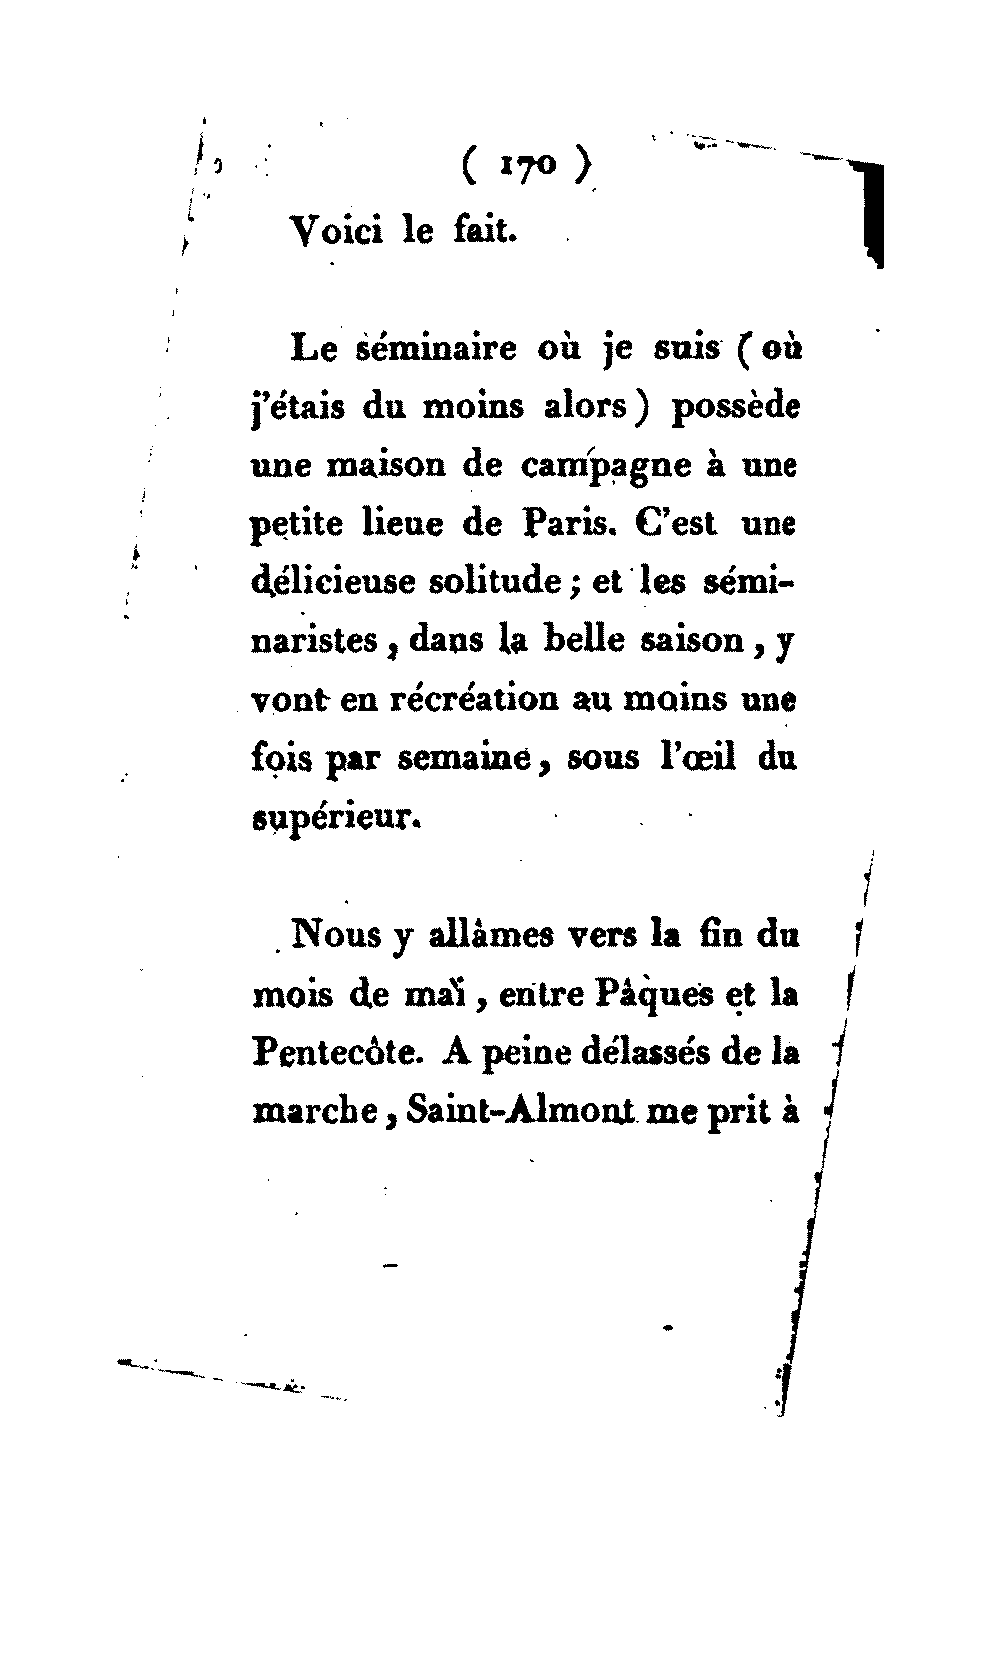 ( 170 )
Voici le fait.
Le séminaire où je suis ( où
j'étais du moins alors ) possède
une maison de campagne à une
petite lieue de Paris. C'est une
délicieuse solitude ; et les sémi-
naristes , dans la belle saison , y
vont en récréation au moins une
fois par semaine , sous l'œil du
supérieur.
Nous y allâmes vers la fin du
mois de mai , entre Pâques et la
Pentecôte. A peine délassés de la
marche , Saint-Almont me prit à